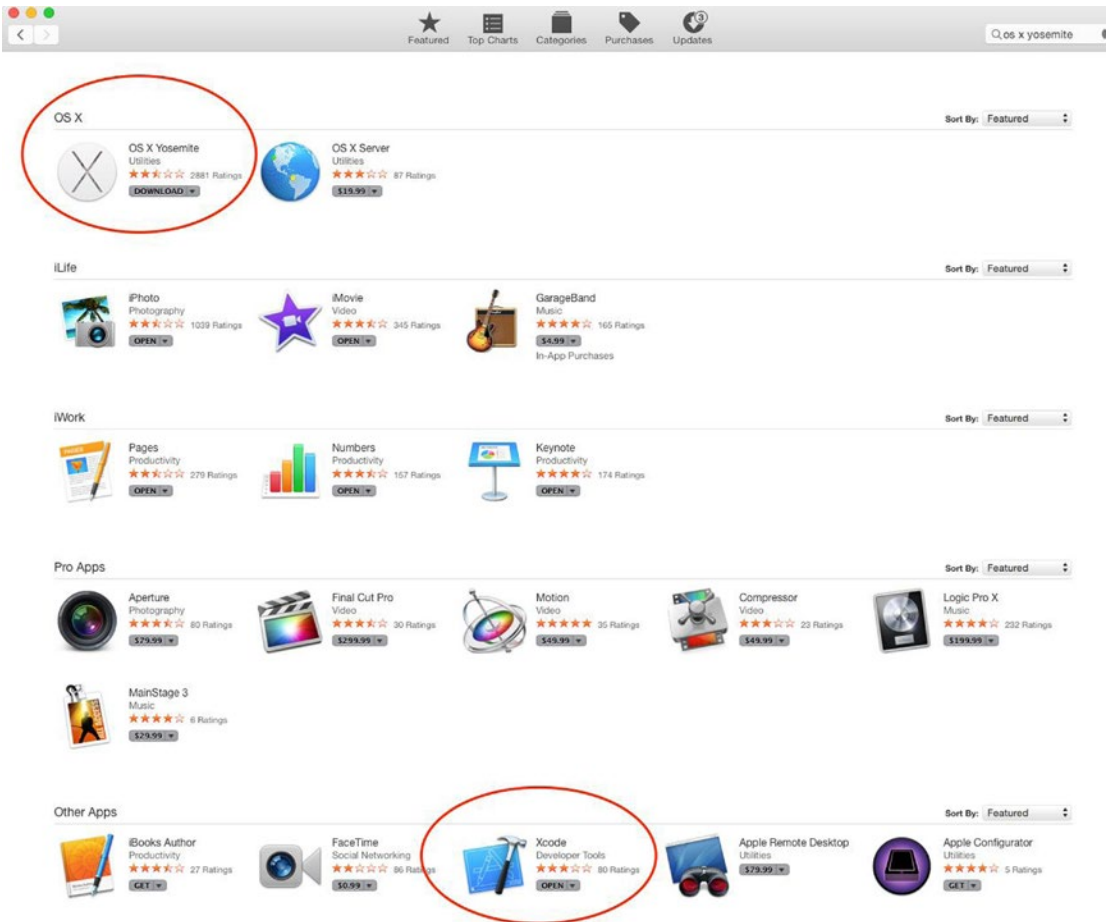 Featured Top Charts Categories Purchases Updates
3
os x yosemite
OS X
Sort By: Featured
OS X Yosemite
Utilities
2881 Ratings
DOWNLOAD
OS X Server
Utilities
87 Ratings
$19.99
iLife
Sort By: Featured
iPhoto
Photography
1039 Ratings
OPEN
iMovie
Video
345 Ratings
OPEN
GarageBand
Music
165 Ratings
$4.99
In-App Purchases
iWork
Sort By: Featured
Pages
Productivity
279 Ratings
OPEN
Numbers
Productivity
157 Ratings
OPEN
Keynote
Productivity
174 Ratings
OPEN
Pro Apps
Sort By: Featured
Aperture
Photography
80 Ratings
$79.99
Final Cut Pro
Video
30 Ratings
$299.99
Motion
Video
35 Ratings
$49.99
Compressor
Video
23 Ratings
$49.99
Logic Pro X
Music
232 Ratings
$199.99
MainStage 3
Music
6 Ratings
$29.99
Other Apps
Sort By: Featured
iBooks Author
Productivity
27 Ratings
GET
FaceTime
Social Networking
86 Ratings
$0.99
Xcode
Developer Tools
80 Ratings
OPEN
Apple Remote Desktop
Utilities
$79.99
Apple Configurator
Utilities
5 Ratings
GET